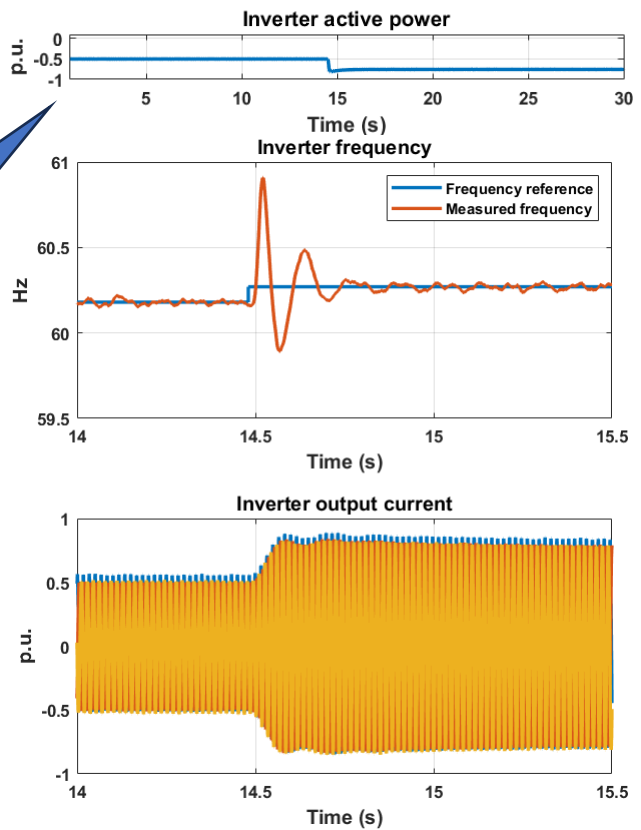 Inverter active power
p.u.
0
-0.5
-1
5 10 15 20 25 30
Time (s)
Inverter frequency
Hz
61
60.5
60
59.5
Frequency reference
Measured frequency
14 14.5 15 15.5
Time (s)
Inverter output current
p.u.
1
0.5
0
-0.5
-1
14 14.5 15 15.5
Time (s)